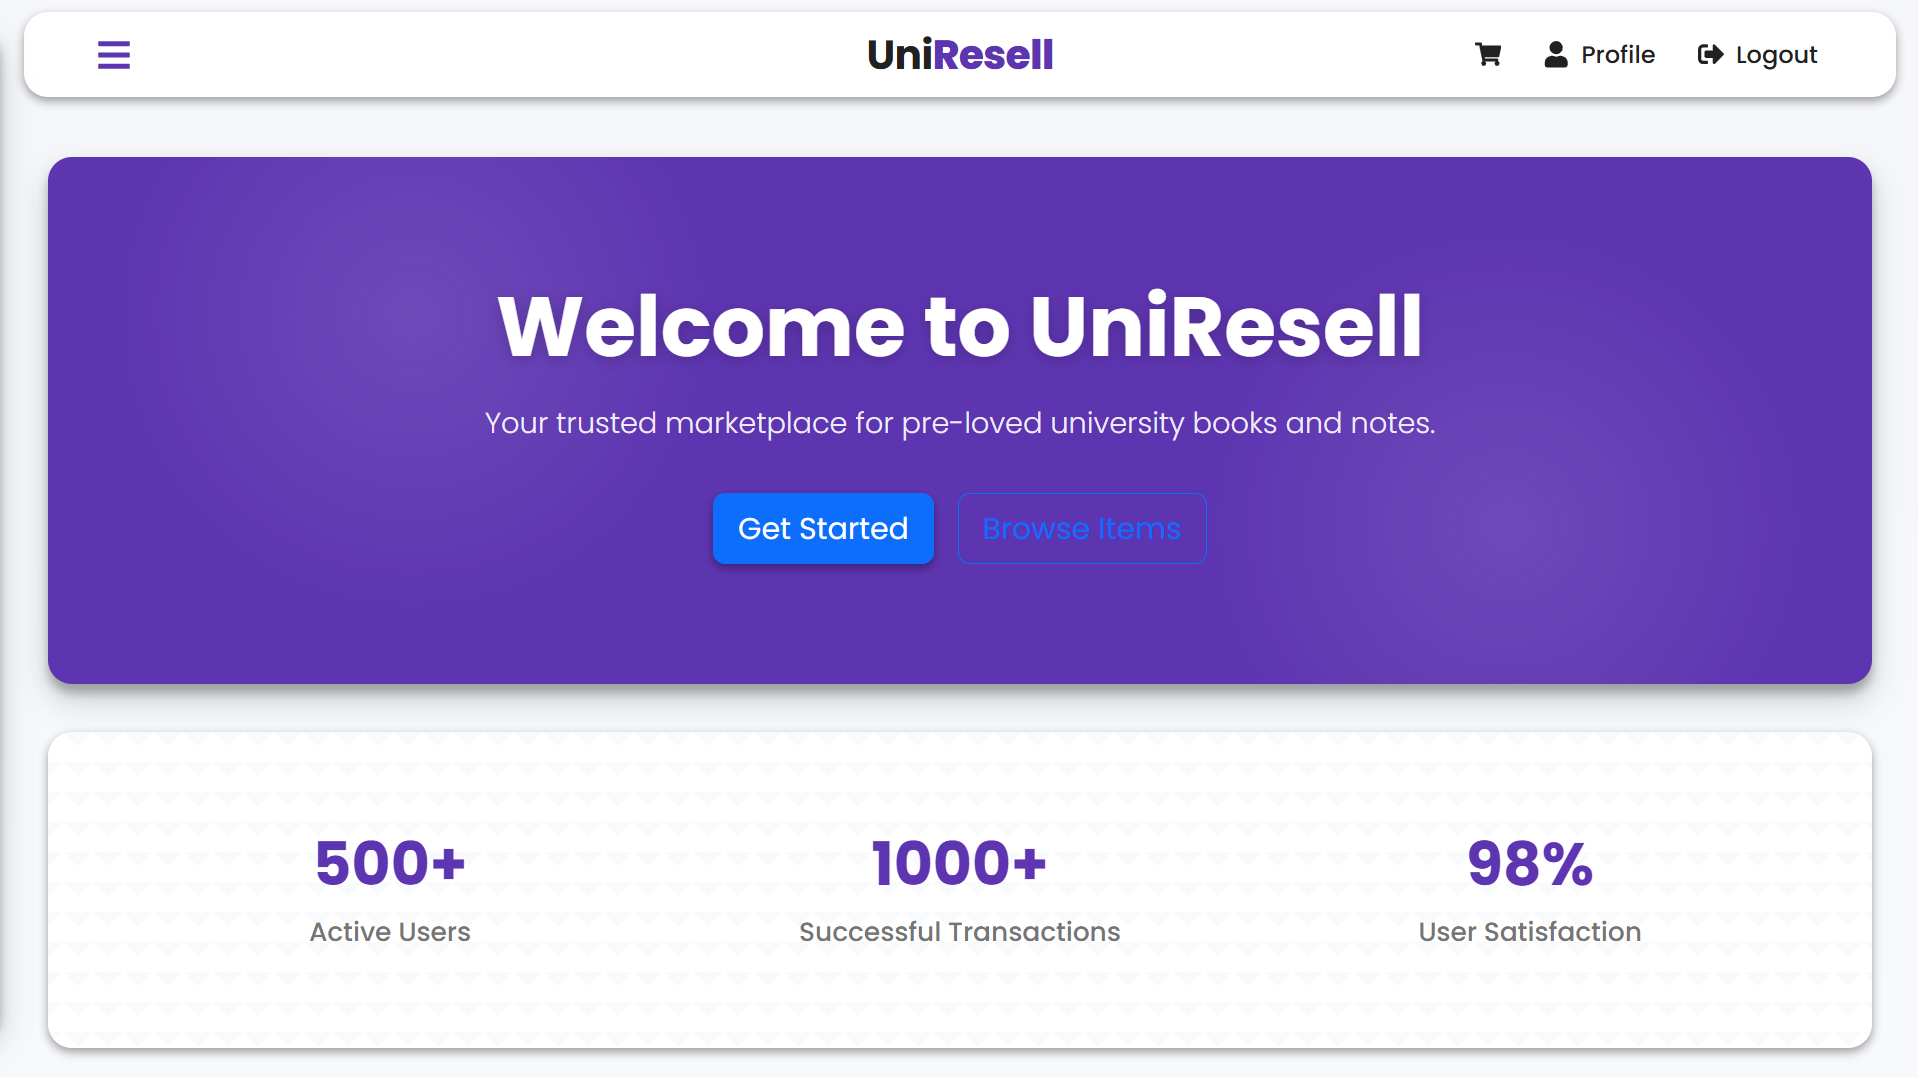 UniResell
Profile
Logout
Welcome to UniResell
Your trusted marketplace for pre-loved university books and notes.
Get Started
Browse Items
500+
1000+
98%
Active Users
Successful Transactions
User Satisfaction